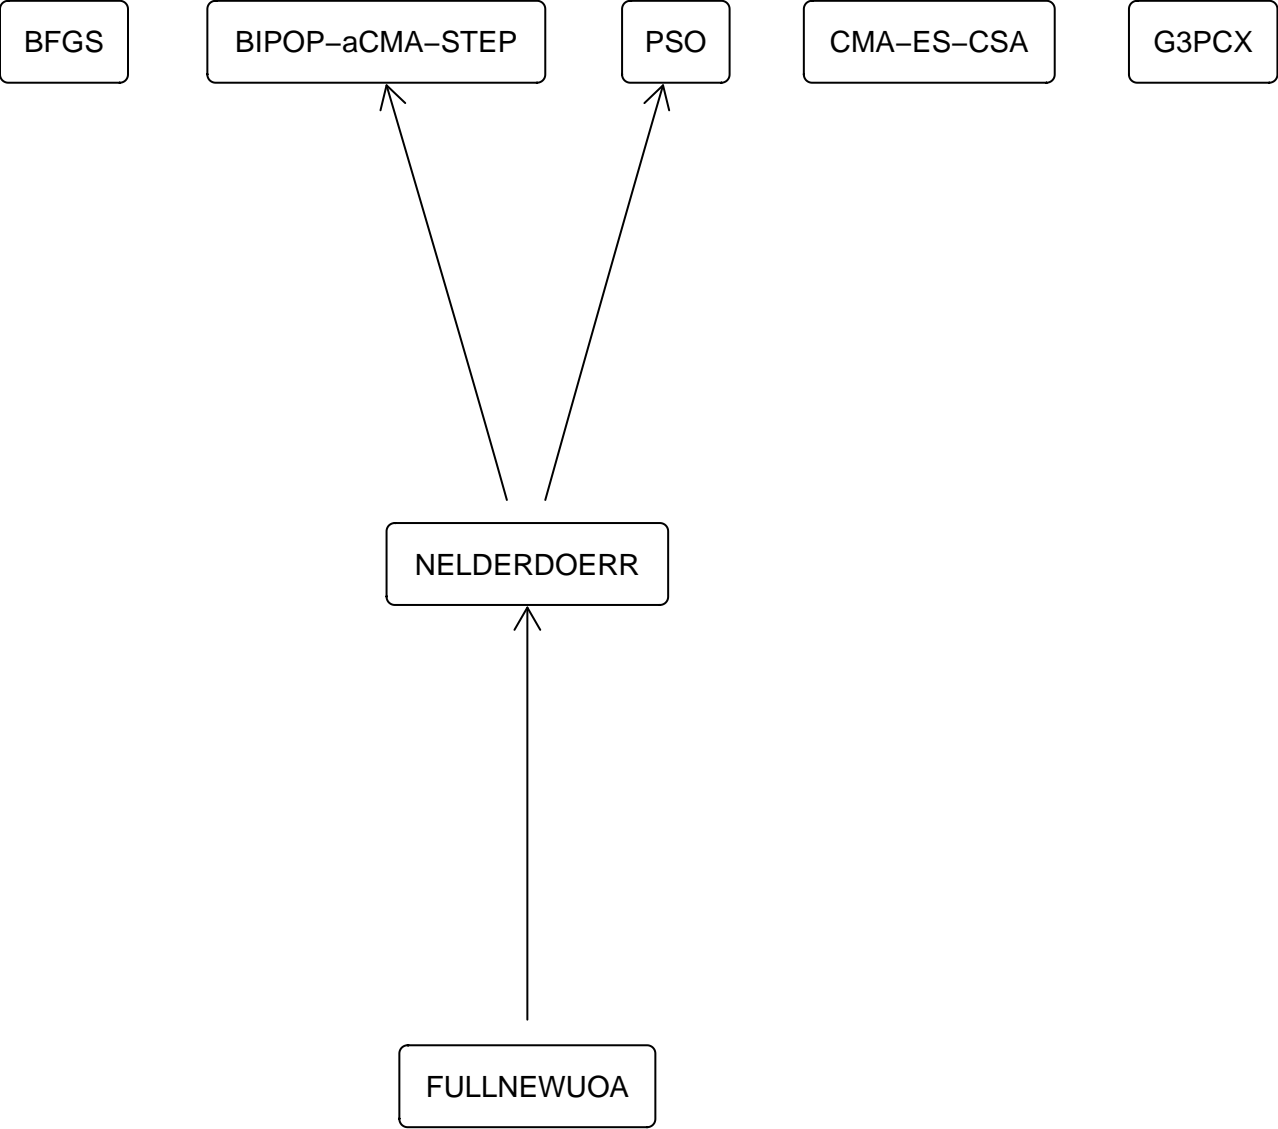 BFGS
BIPOP−aCMA−STEP
PSO
CMA−ES−CSA
G3PCX
NELDERDOERR
FULLNEWUOA